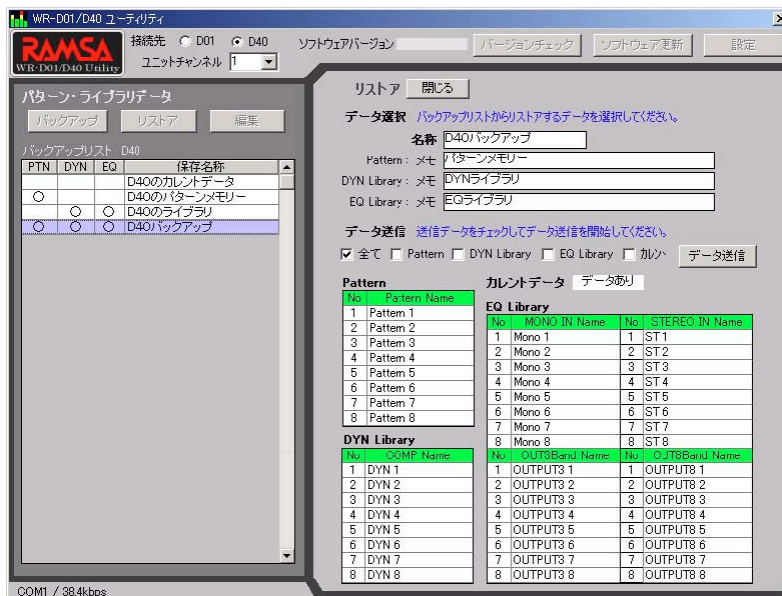 WR-D01/D40 ユーティリティ
RAMSA
WR-D01/D40 Utility
接続先 D01 D40
ユニットチャンネル 1
ソフトウェアバージョン
バージョンチェック
ソフトウェア更新
設定
パターン・ライブラリデータ
バックアップ リストア 編集
バックアップリスト D40
PTN DYN EQ 保存名称
D40のカレントデータ
○ D40のパターンメモリー
○ ○ D40のライブラリ
○ ○ ○ D40バックアップ
COM1 / 38.4kbps
リストア 閉じる
データ選択 バックアップリストからリストアするデータを選択してください。
名称 D40バックアップ
Pattern : メモ パターンメモリー
DYN Library : メモ DYNライブラリ
EQ Library : メモ EQライブラリ
データ送信 送信データをチェックしてデータ送信を開始してください。
全て Pattern DYN Library EQ Library カレン データ送信
Pattern
No Pattern Name
1 Pattern 1
2 Pattern 2
3 Pattern 3
4 Pattern 4
5 Pattern 5
6 Pattern 6
7 Pattern 7
8 Pattern 8
DYN Library
No COMP Name
1 DYN 1
2 DYN 2
3 DYN 3
4 DYN 4
5 DYN 5
6 DYN 6
7 DYN 7
8 DYN 8
カレントデータ データあり
EQ Library
No MONO IN Name No STEREO IN Name
1 Mono 1 1 ST 1
2 Mono 2 2 ST 2
3 Mono 3 3 ST 3
4 Mono 4 4 ST 4
5 Mono 5 5 ST 5
6 Mono 6 6 ST 6
7 Mono 7 7 ST 7
8 Mono 8 8 ST 8
No OUT3Band Name No OUT8Band Name
1 OUTPUT3 1 1 OUTPUT8 1
2 OUTPUT3 2 2 OUTPUT8 2
3 OUTPUT3 3 3 OUTPUT8 3
4 OUTPUT3 4 4 OUTPUT8 4
5 OUTPUT3 5 5 OUTPUT8 5
6 OUTPUT3 6 6 OUTPUT8 6
7 OUTPUT3 7 7 OUTPUT8 7
8 OUTPUT3 8 8 OUTPUT8 8